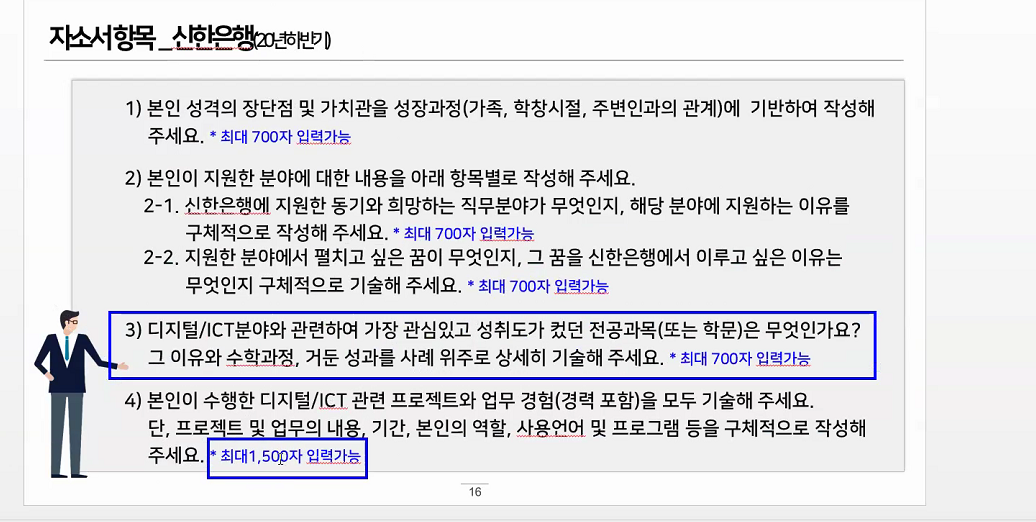 자소서항목_신한은행(20년하반기)
1) 본인 성격의 장단점 및 가치관을 성장과정(가족, 학창시절, 주변인과의 관계)에 기반하여 작성해
주세요. * 최대 700자 입력가능
2) 본인이 지원한 분야에 대한 내용을 아래 항목별로 작성해 주세요.
2-1. 신한은행에 지원한 동기와 희망하는 직무분야가 무엇인지, 해당 분야에 지원하는 이유를
구체적으로 작성해 주세요. * 최대 700자 입력가능
2-2. 지원한 분야에서 펼치고 싶은 꿈이 무엇인지, 그 꿈을 신한은행에서 이루고 싶은 이유는
무엇인지 구체적으로 기술해 주세요. * 최대 700자 입력가능
3) 디지털/ICT분야와 관련하여 가장 관심있고 성취도가 컸던 전공과목(또는 학문)은 무엇인가요?
그 이유와 수학과정, 거둔 성과를 사례 위주로 상세히 기술해 주세요. * 최대 700자 입력가능
4) 본인이 수행한 디지털/ICT 관련 프로젝트와 업무 경험(경력 포함)을 모두 기술해 주세요.
단, 프로젝트 및 업무의 내용, 기간, 본인의 역할, 사용언어 및 프로그램 등을 구체적으로 작성해
주세요. * 최대1,500자 입력가능
16